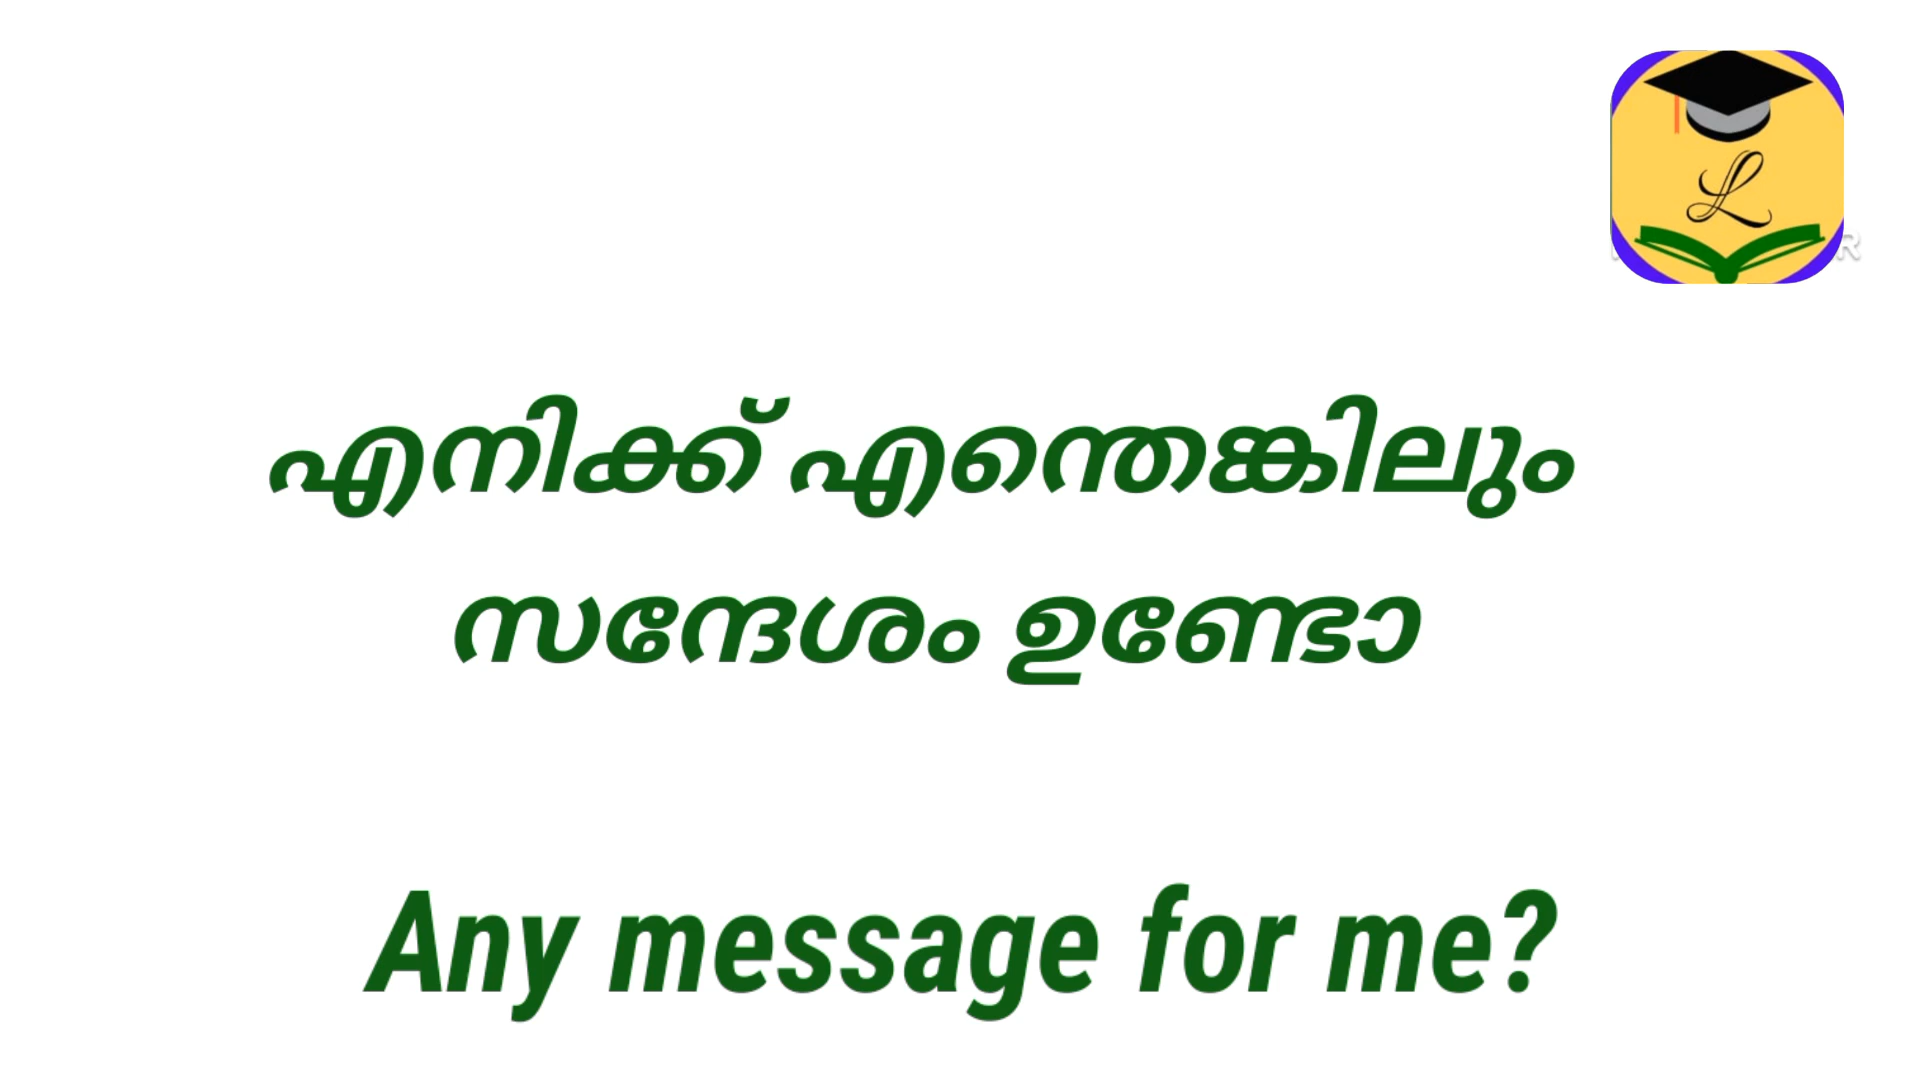 എനിക്ക് എന്തെങ്കിലും
സന്ദേശം ഉണ്ടോ
Any message for me?
L